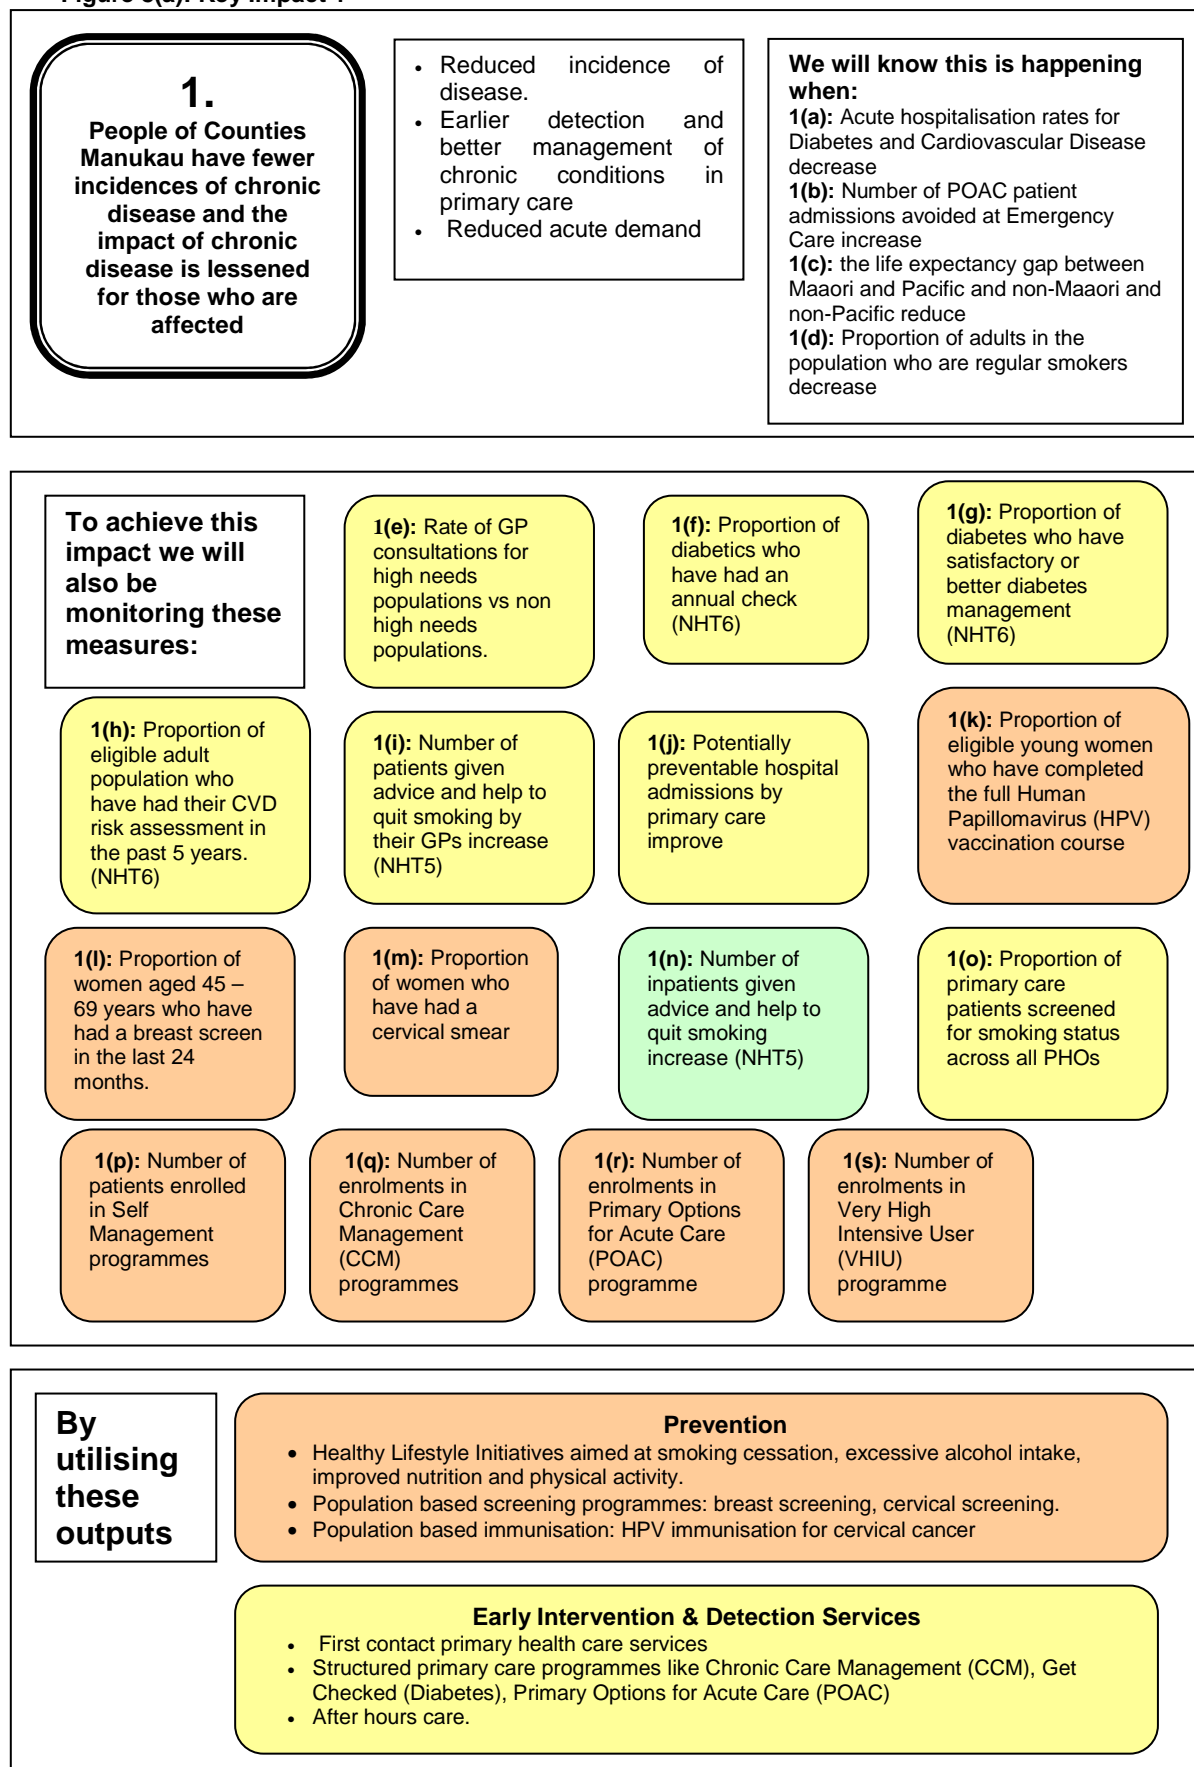 1.
People of Counties
Manukau have fewer
incidences of chronic
disease and the
impact of chronic
disease is lessened
for those who are
affected
• Reduced incidence of
disease.
• Earlier detection and
better management of
chronic conditions in
primary care
• Reduced acute demand
We will know this is happening
when:
1(a): Acute hospitalisation rates for
Diabetes and Cardiovascular Disease
decrease
1(b): Number of POAC patient
admissions avoided at Emergency
Care increase
1(c): the life expectancy gap between
Maaori and Pacific and non-Maaori and
non-Pacific reduce
1(d): Proportion of adults in the
population who are regular smokers
decrease
To achieve this
impact we will
also be
monitoring these
measures:
1(e): Rate of GP
consultations for
high needs
populations vs non
high needs
populations.
1(f): Proportion of
diabetics who
have had an
annual check
(NHT6)
1(g): Proportion of
diabetes who have
satisfactory or
better diabetes
management
(NHT6)
1(h): Proportion of
eligible adult
population who
have had their CVD
risk assessment in
the past 5 years.
(NHT6)
1(i): Number of
patients given
advice and help to
quit smoking by
their GPs increase
(NHT5)
1(j): Potentially
preventable hospital
admissions by
primary care
improve
1(k): Proportion of
eligible young women
who have completed
the full Human
Papillomavirus (HPV)
vaccination course
1(l): Proportion of
women aged 45 –
69 years who have
had a breast screen
in the last 24
months.
1(m): Proportion
of women who
have had a
cervical smear
1(n): Number of
inpatients given
advice and help to
quit smoking
increase (NHT5)
1(o): Proportion of
primary care
patients screened
for smoking status
across all PHOs
1(p): Number of
patients enrolled
in Self
Management
programmes
1(q): Number of
enrolments in
Chronic Care
Management
(CCM)
programmes
1(r): Number of
enrolments in
Primary Options
for Acute Care
(POAC)
programme
1(s): Number of
enrolments in
Very High
Intensive User
(VHIU)
programme
By
utilising
these
outputs
Prevention
• Healthy Lifestyle Initiatives aimed at smoking cessation, excessive alcohol intake,
improved nutrition and physical activity.
• Population based screening programmes: breast screening, cervical screening.
• Population based immunisation: HPV immunisation for cervical cancer
Early Intervention & Detection Services
• First contact primary health care services
• Structured primary care programmes like Chronic Care Management (CCM), Get
Checked (Diabetes), Primary Options for Acute Care (POAC)
• After hours care.